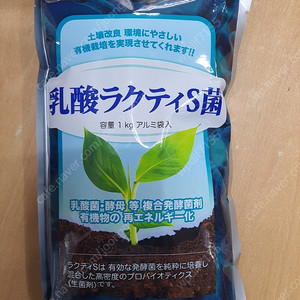 土壌改良 環境にやさしい
有機栽培を実現させてくれます!!
乳酸ラクティS菌
容量 1kg アルミ袋入
乳酸菌・酵母 等 複合発酵菌剤
有機物の 再エネルギー化
ラクティSは 有効な発酵菌を純粋に培養し
混合した高密度のプロバイオティクス
(生菌剤)です。